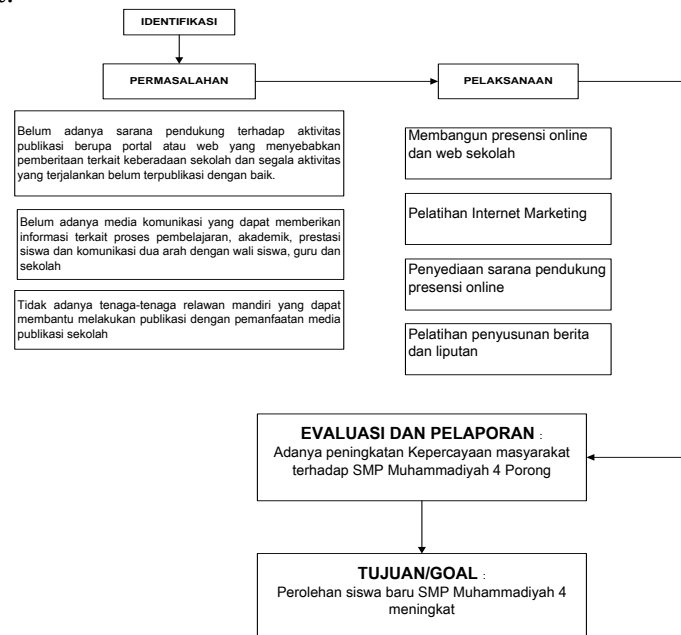 IDENTIFIKASI
PERMASALAHAN
PELAKSANAAN
Belum adanya sarana pendukung terhadap aktivitas
publikasi berupa portal atau web yang menyebabkan
pemberitaan terkait keberadaan sekolah dan segala aktivitas
yang terjalankan belum terpublikasi dengan baik.
Belum adanya media komunikasi yang dapat memberikan
informasi terkait proses pembelajaran, akademik, prestasi
siswa dan komunikasi dua arah dengan wali siswa, guru dan
sekolah
Tidak adanya tenaga-tenaga relawan mandiri yang dapat
membantu melakukan publikasi dengan pemanfaatan media
publikasi sekolah
Membangun presensi online
dan web sekolah
Pelatihan Internet Marketing
Penyediaan sarana pendukung
presensi online
Pelatihan penyusunan berita
dan liputan
EVALUASI DAN PELAPORAN :
Adanya peningkatan Kepercayaan masyarakat
terhadap SMP Muhammadiyah 4 Porong
TUJUAN/GOAL :
Perolehan siswa baru SMP Muhammadiyah 4
meningkat